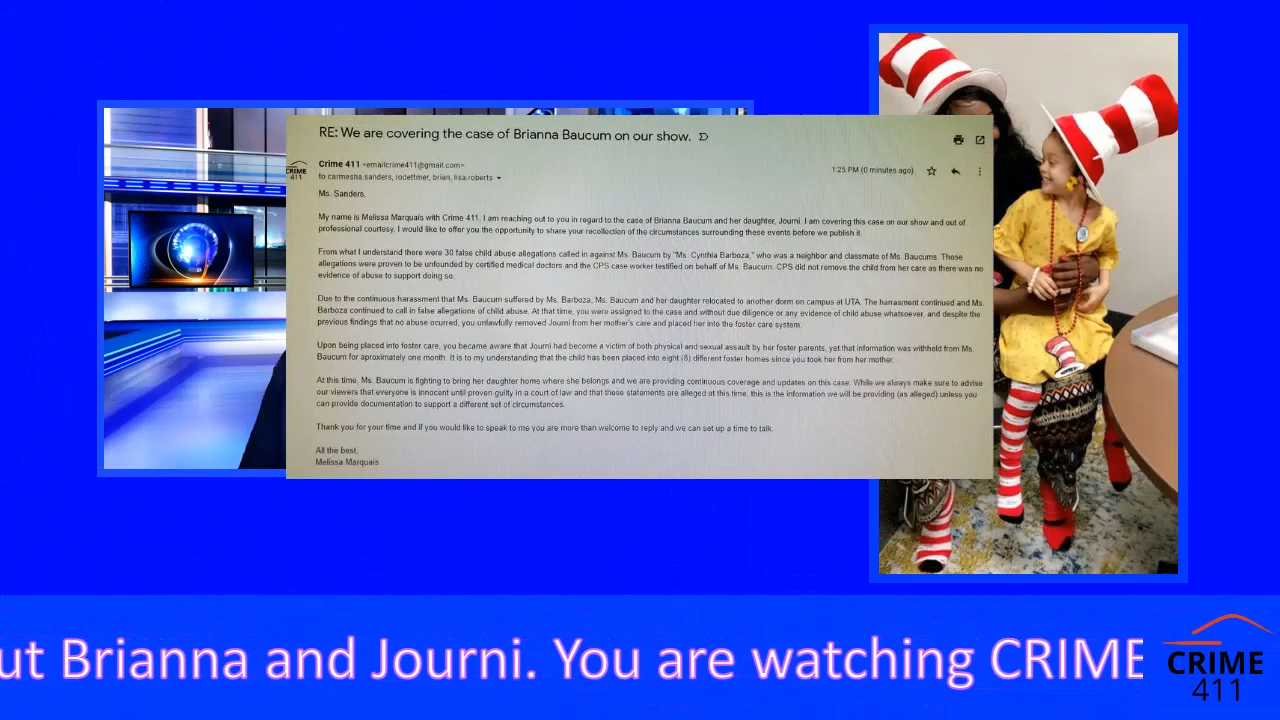 RE: We are covering the case of Brianna Baucum on our show.
Crime 411 <emailcrime411@gmail.com>
to carmesha.sanders, rodettmer, brian, lisa.roberts
1:25 PM (0 minutes ago)
CRIME
411
Ms. Sanders,
My name is Melissa Marquais with Crime 411. I am reaching out to you in regard to the case of Brianna Baucum and her daughter, Journi. I am covering this case on our show and out of
professional courtesy, I would like to offer you the opportunity to share your recollection of the circumstances surrounding these events before we publish it.
From what I understand there were 30 false child abuse allegations called in against Ms. Baucum by "Ms. Cynthia Barboza," who was a neighbor and classmate of Ms. Baucums. Those
allegations were proven to be unfounded by certified medical doctors and the CPS case worker testified on behalf of Ms. Baucum. CPS did not remove the child from her care as there was no
evidence of abuse to support doing so.
Due to the continuous harassment that Ms. Baucum suffered by Ms. Barboza, Ms. Baucum and her daughter relocated to another dorm on campus at UTA. The harrasment continued and Ms.
Barboza continued to call in false allegations of child abuse. At that time, you were assigned to the case and without due diligence or any evidence of child abuse whatsoever, and despite the
previous findings that no abuse ocurred, you unlawfully removed Journi from her mother's care and placed her into the foster care system.
Upon being placed into foster care, you became aware that Journi had become a victim of both physical and sexual assault by her foster parents, yet that information was withheld from Ms.
Baucum for aproximately one month. It is to my understanding that the child has been placed into eight (8) different foster homes since you took her from her mother.
At this time, Ms. Baucum is fighting to bring her daughter home where she belongs and we are providing continuous coverage and updates on this case. While we always make sure to advise
our viewers that everyone is innocent until proven guilty in a court of law and that these statements are alleged at this time, this is the information we will be providing (as alleged) unless you
can provide documentation to support a different set of circumstances.
Thank you for your time and if you would like to speak to me you are more than welcome to reply and we can set up a time to talk.
All the best,
Melissa Marquais
ut Brianna and Journi. You are watching CRIME
CRIME
411